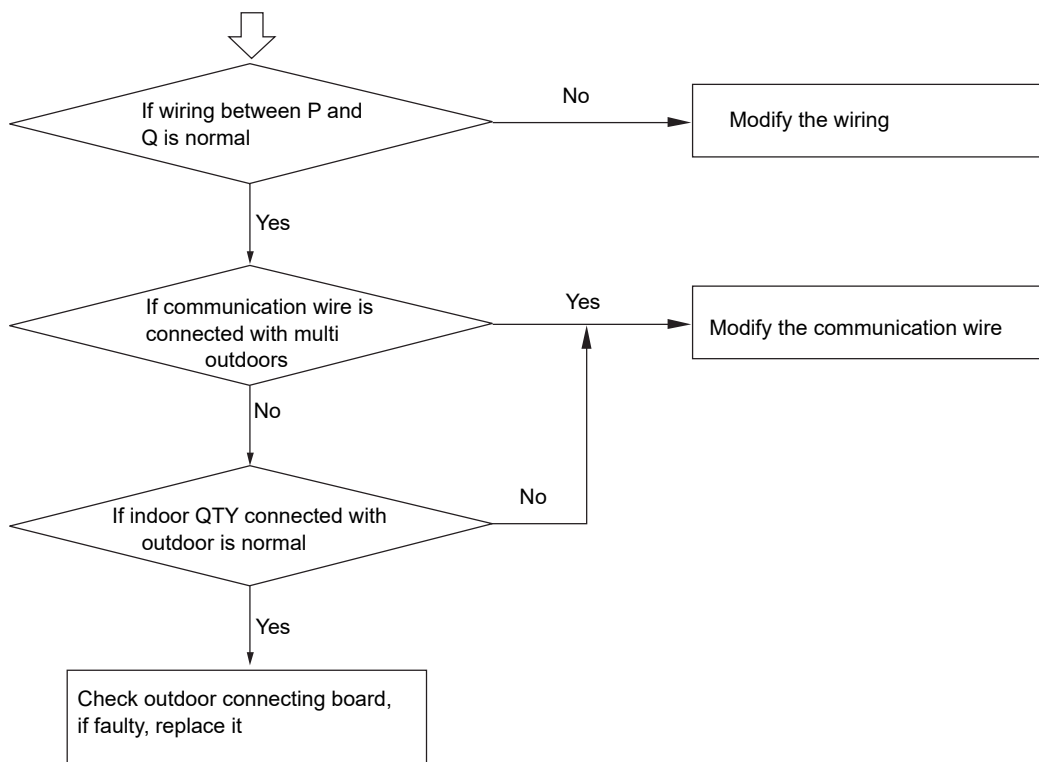 If wiring between P and
Q is normal
No
Modify the wiring
Yes
If communication wire is
connected with multi
outdoors
Yes
Modify the communication wire
No
If indoor QTY connected with
outdoor is normal
No
Yes
Check outdoor connecting board,
if faulty, replace it